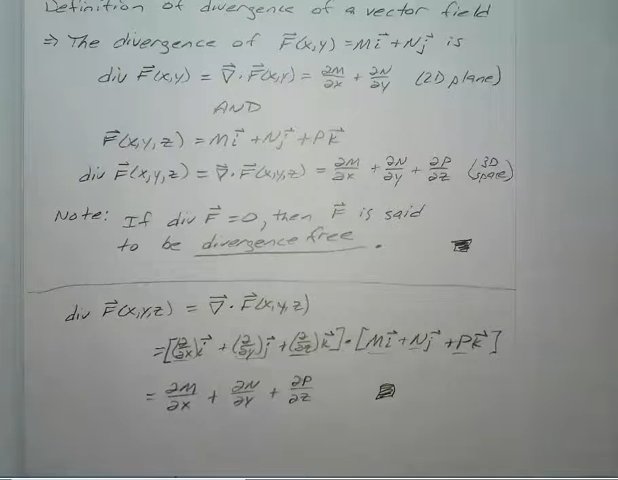 Definition of divergence of a vector field
⇒ The divergence of F⃗(x,y) = Mi⃗ + Nj⃗ is
div F⃗(x,y) = ∇⃗ · F⃗(x,y) = ∂M/∂x + ∂N/∂y (2D plane)
AND
F⃗(x,y,z) = Mi⃗ + Nj⃗ + Pk⃗
div F⃗(x,y,z) = ∇⃗ · F⃗(x,y,z) = ∂M/∂x + ∂N/∂y + ∂P/∂z (3D space)
Note: If div F⃗ = 0, then F⃗ is said
to be divergence free.
div F⃗(x,y,z) = ∇⃗ · F⃗(x,y,z)
= [(∂/∂x)i⃗ + (∂/∂y)j⃗ + (∂/∂z)k⃗] · [Mi⃗ + Nj⃗ + Pk⃗]
= ∂M/∂x + ∂N/∂y + ∂P/∂z